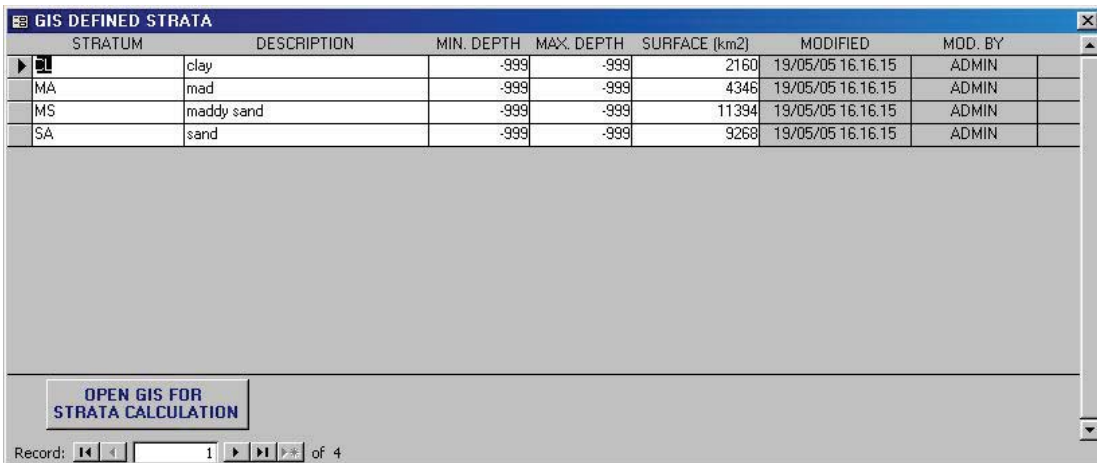 GIS DEFINED STRATA
STRATUM DESCRIPTION MIN. DEPTH MAX. DEPTH SURFACE (km2) MODIFIED MOD. BY
CL clay -999 -999 2160 19/05/05 16.16.15 ADMIN
MA mad -999 -999 4346 19/05/05 16.16.15 ADMIN
MS maddy sand -999 -999 11394 19/05/05 16.16.15 ADMIN
SA sand -999 -999 9268 19/05/05 16.16.15 ADMIN
OPEN GIS FOR
STRATA CALCULATION
Record: 1 of 4